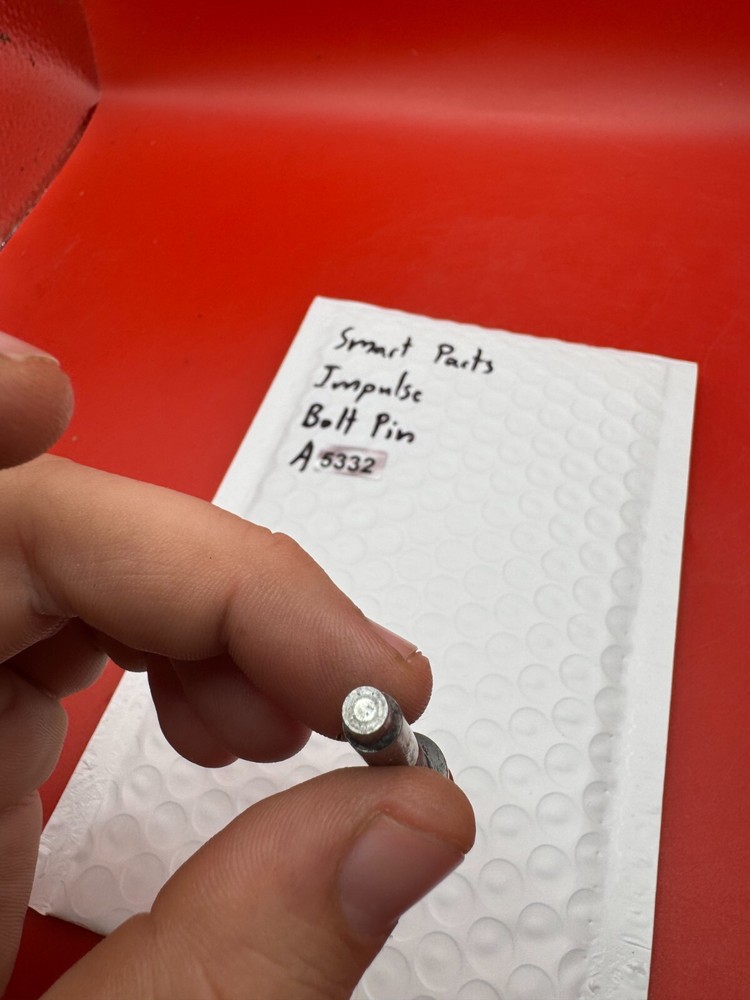 Smart Parts
Impulse
Bolt Pin
A 5332